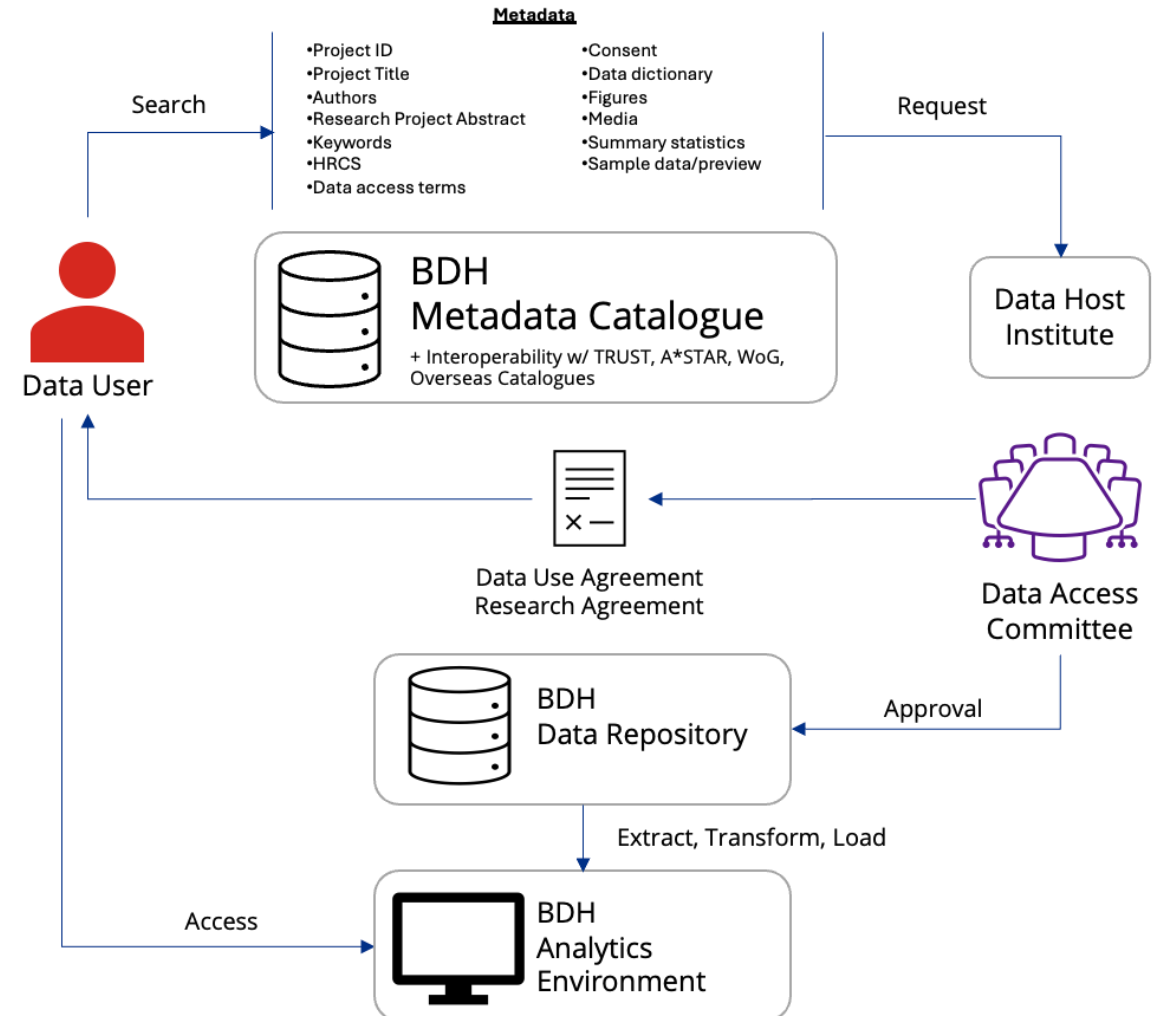 Metadata
•Project ID
•Project Title
•Authors
•Research Project Abstract
•Keywords
•HRCS
•Data access terms
•Consent
•Data dictionary
•Figures
•Media
•Summary statistics
•Sample data/preview
Search
Request
BDH
Metadata Catalogue
+ Interoperability w/ TRUST, A*STAR, WoG,
Overseas Catalogues
Data Host
Institute
Data User
Data Use Agreement
Research Agreement
Data Access
Committee
BDH
Data Repository
Approval
Extract, Transform, Load
Access
BDH
Analytics
Environment